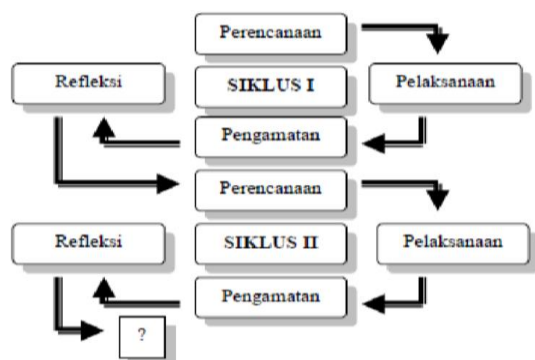 Perencanaan
Refleksi
SIKLUS I
Pelaksanaan
Pengamatan
Perencanaan
Refleksi
SIKLUS II
Pelaksanaan
Pengamatan
?